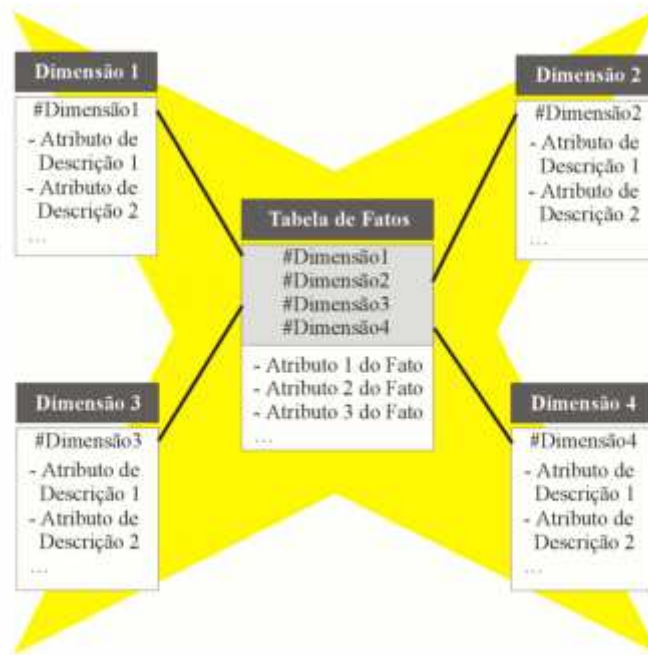 Dimensão 1
#Dimensão1
- Atributo de
Descrição 1
- Atributo de
Descrição 2
...
Dimensão 2
#Dimensão2
- Atributo de
Descrição 1
- Atributo de
Descrição 2
...
Tabela de Fatos
#Dimensão1
#Dimensão2
#Dimensão3
#Dimensão4
- Atributo 1 do Fato
- Atributo 2 do Fato
- Atributo 3 do Fato
...
Dimensão 3
#Dimensão3
- Atributo de
Descrição 1
- Atributo de
Descrição 2
...
Dimensão 4
#Dimensão4
- Atributo de
Descrição 1
- Atributo de
Descrição 2
...